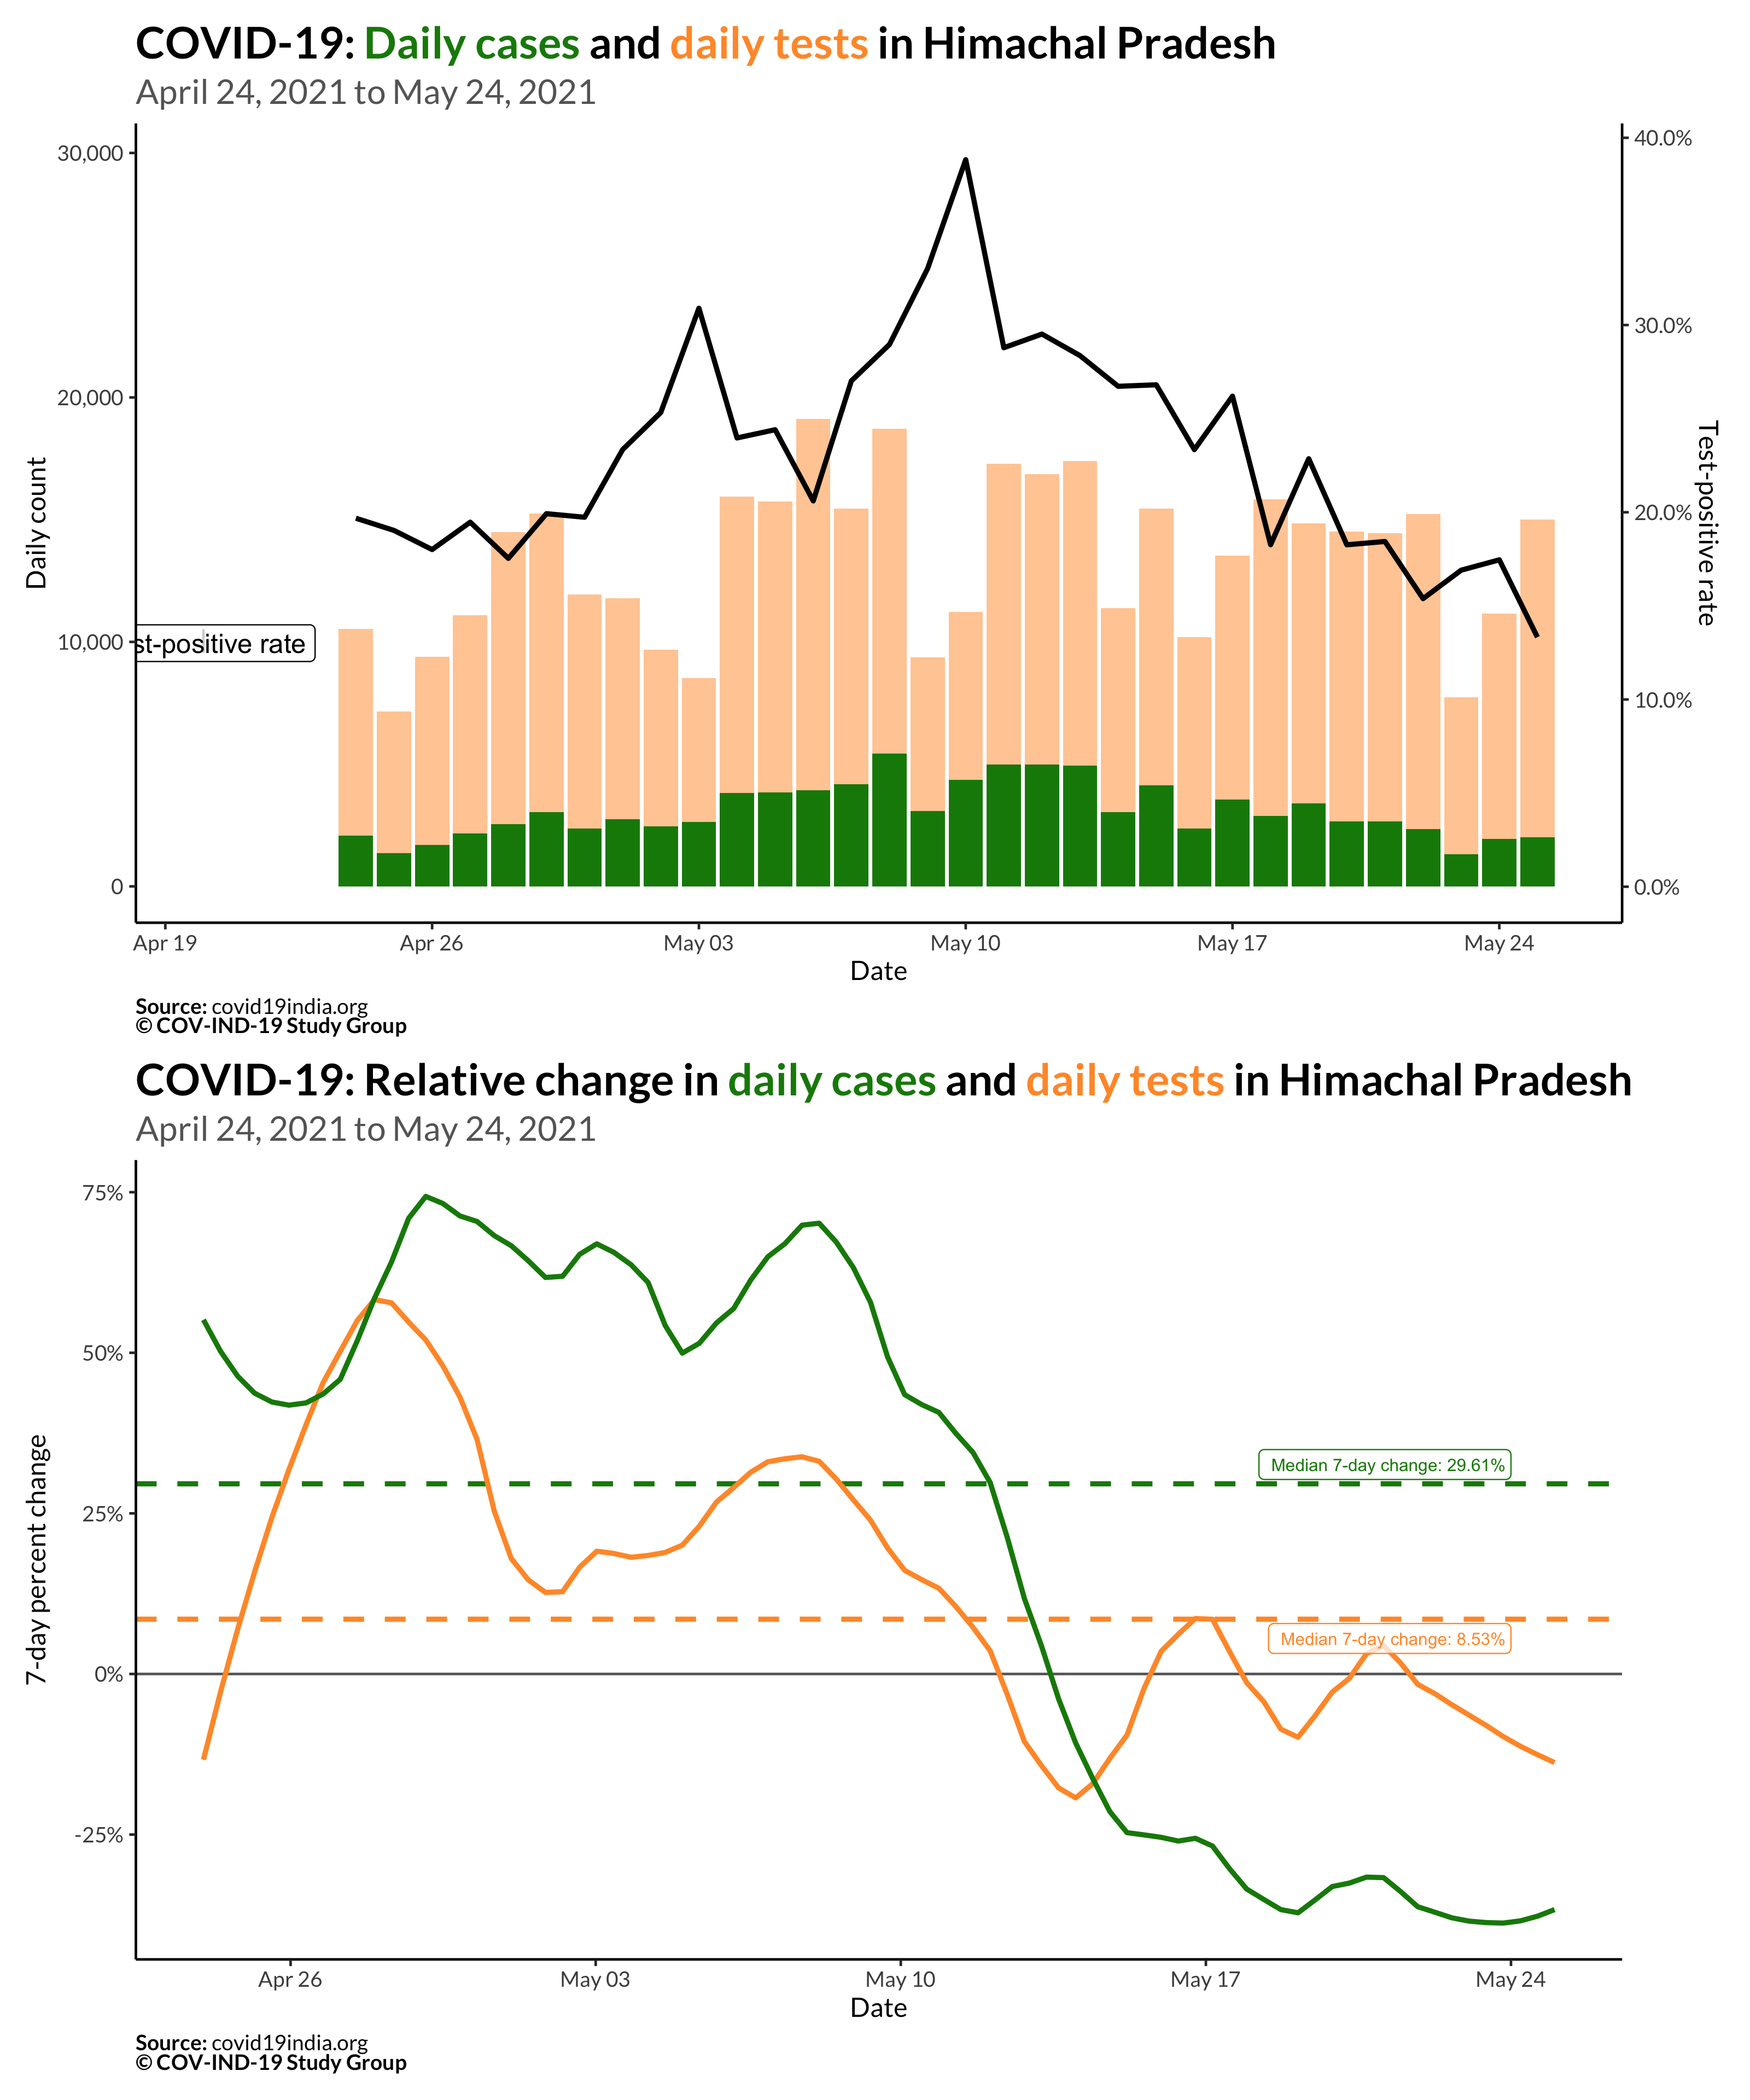 COVID-19: Daily cases and daily tests in Himachal Pradesh
April 24, 2021 to May 24, 2021
30,000
20,000
10,000
0
Daily count
st-positive rate
40.0%
30.0%
20.0%
10.0%
0.0%
Test-positive rate
Apr 19
Apr 26
May 03
May 10
May 17
May 24
Date
Source: covid19india.org
© COV-IND-19 Study Group
COVID-19: Relative change in daily cases and daily tests in Himachal Pradesh
April 24, 2021 to May 24, 2021
75%
50%
25%
0%
-25%
7-day percent change
Median 7-day change: 29.61%
Median 7-day change: 8.53%
Apr 26
May 03
May 10
May 17
May 24
Date
Source: covid19india.org
© COV-IND-19 Study Group